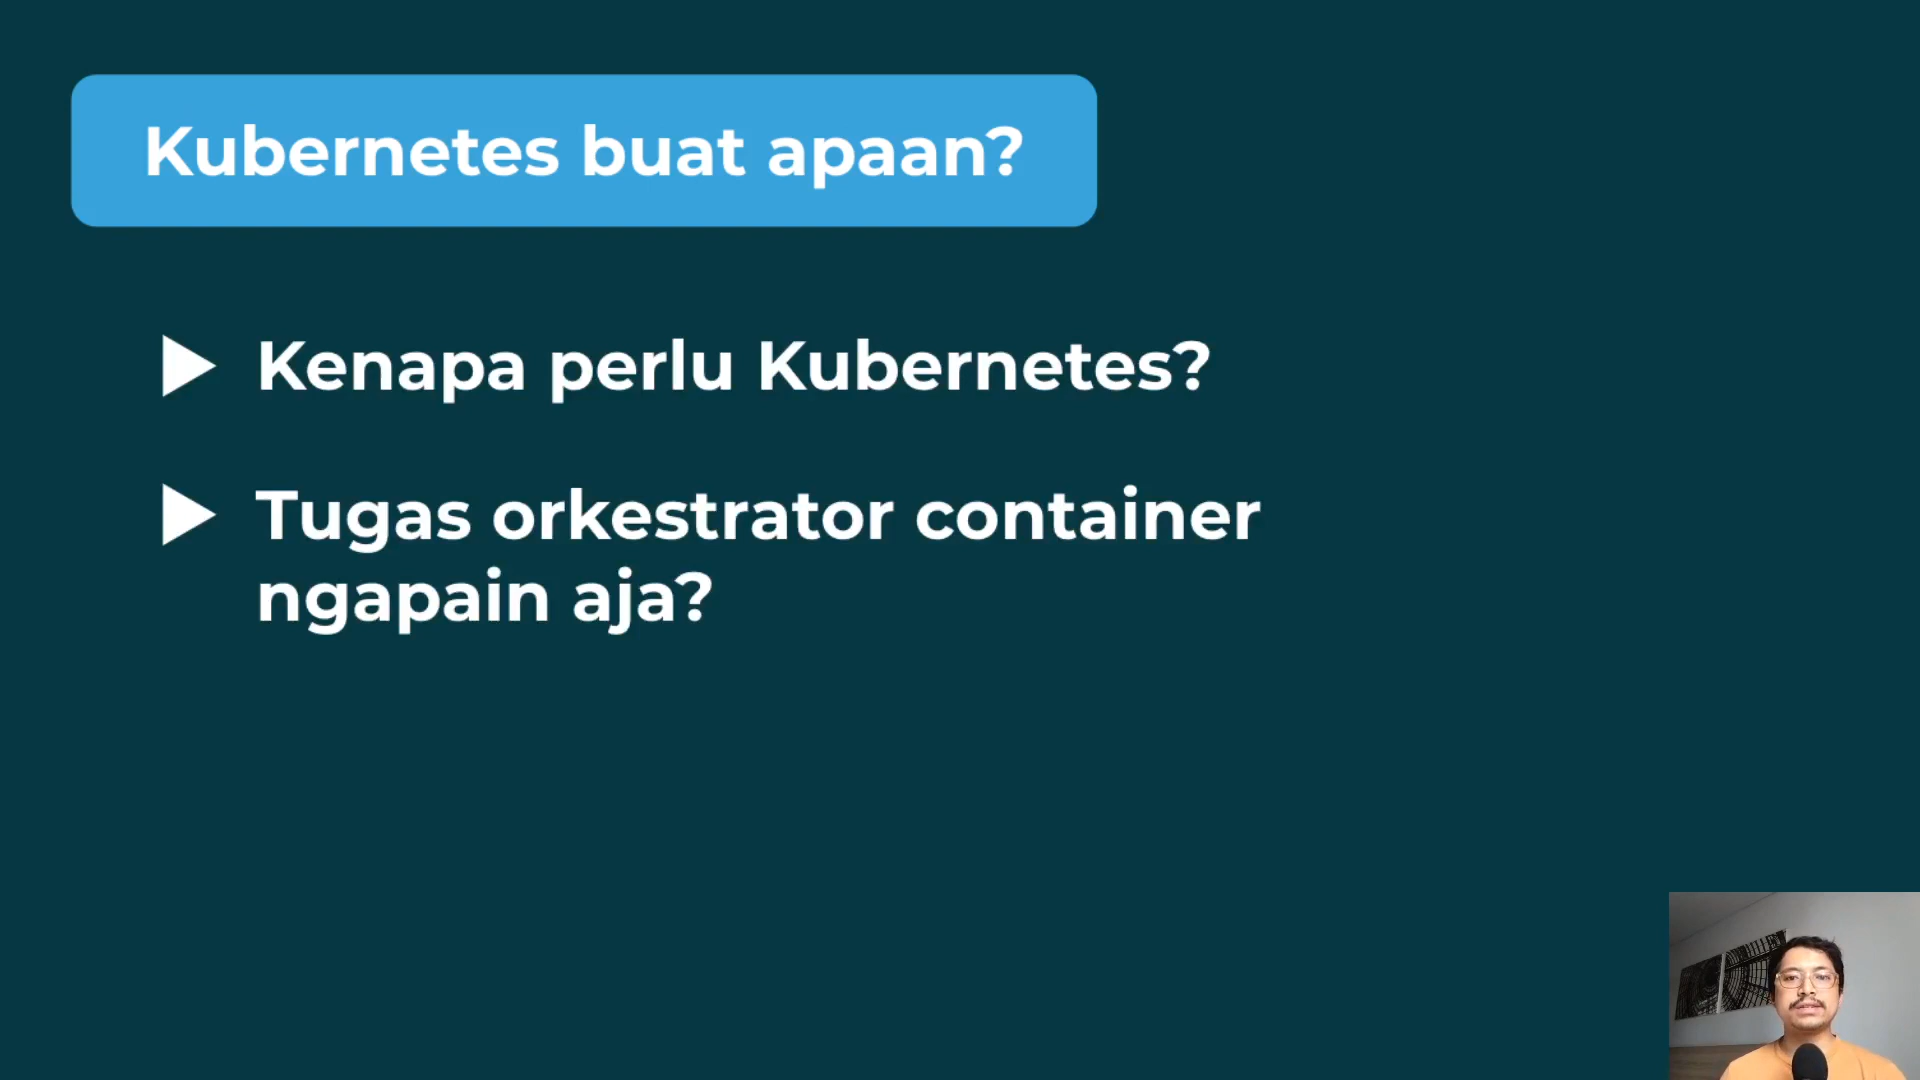 Kubernetes buat apaan?
Kenapa perlu Kubernetes?
Tugas orkestrator container
ngapain aja?